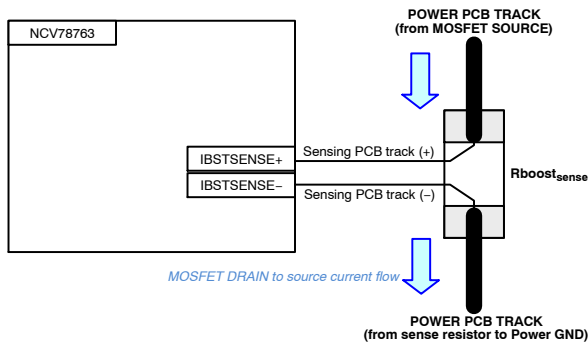 POWER PCB TRACK
(from MOSFET SOURCE)
NCV78763
IBSTSENSE+
Sensing PCB track (+)
Rboostsense
IBSTSENSE−
Sensing PCB track (−)
MOSFET DRAIN to source current flow
POWER PCB TRACK
(from sense resistor to Power GND)